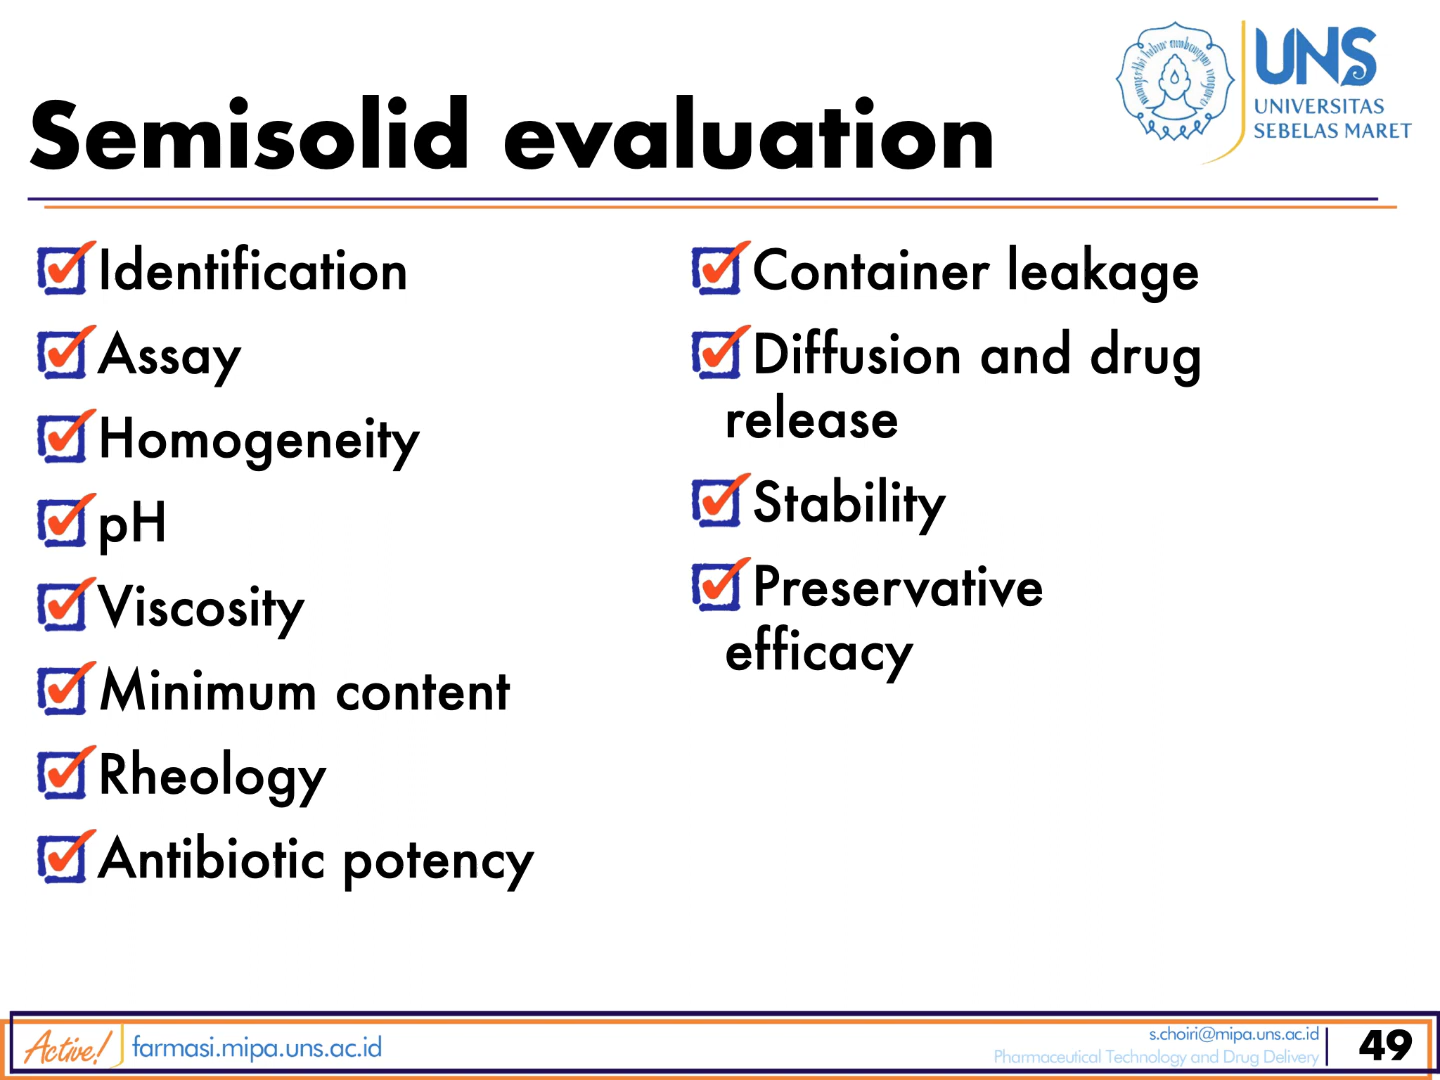 UNS
UNIVERSITAS
SEBELAS MARET
Semisolid evaluation
Identification
Assay
Homogeneity
pH
Viscosity
Minimum content
Rheology
Antibiotic potency
Container leakage
Diffusion and drug
release
Stability
Preservative
efficacy
Active!
farmasi.mipa.uns.ac.id
s.choiri@mipa.uns.ac.id
Pharmaceutical Technology and Drug Delivery
49